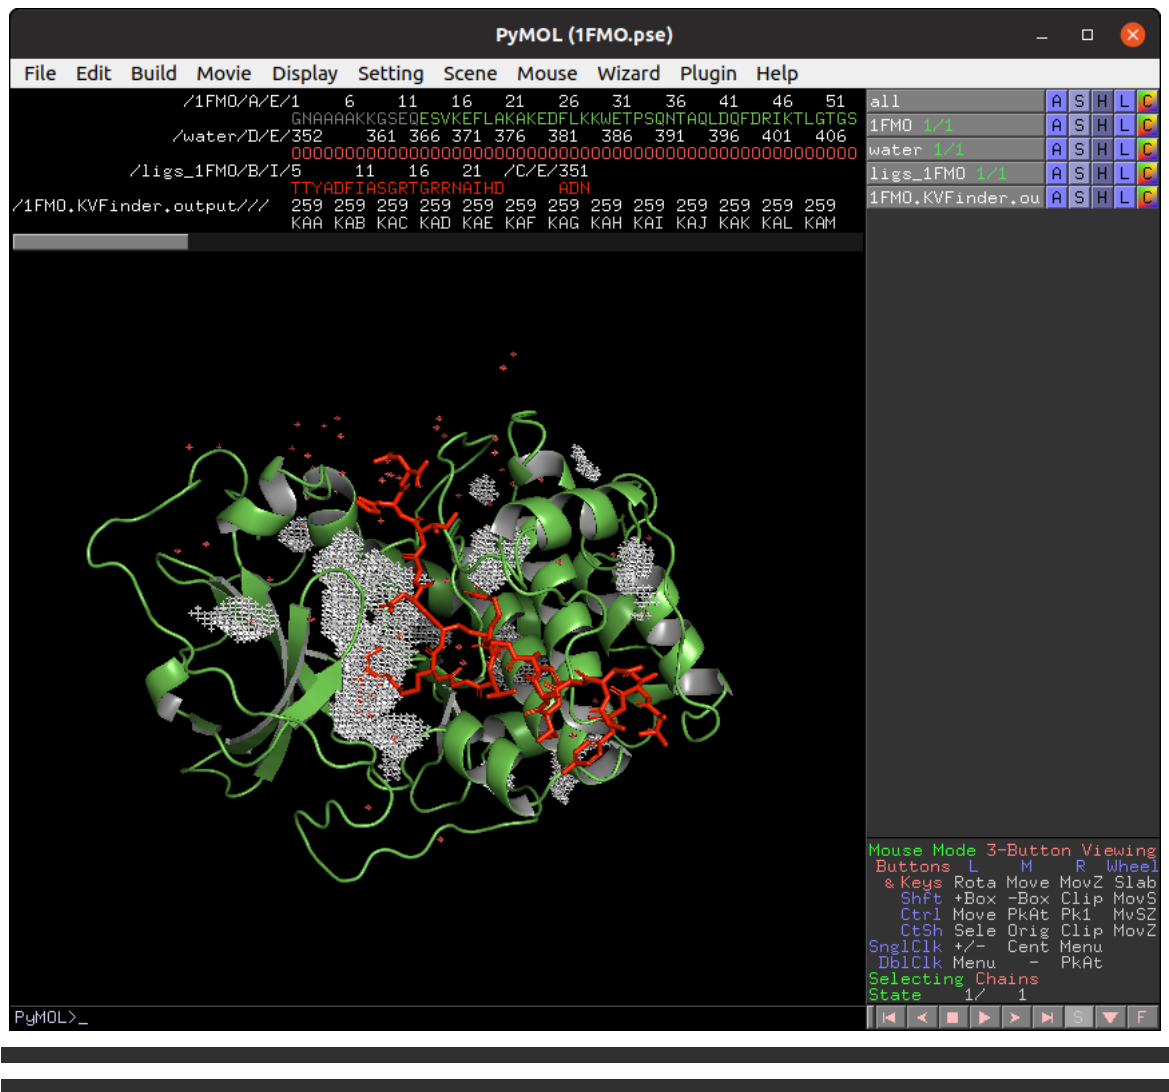 PyMOL (1FMO.pse)
File Edit Build Movie Display Setting Scene Mouse Wizard Plugin Help
/1FMO/A/E/1 6 11 16 21 26 31 36 41 46 51
GNAAAAKKGSEQESVKEFLAKAKEDFLKKWETPSQNTAQLDQFDRIKTLGTGS
/water/D/E/352 361 366 371 376 381 386 391 396 401 406
OOOOOOOOOOOOOOOOOOOOOOOOOOOOOOOOOOOOOOOOOOOOOOOOOOOOO
/ligs_1FMO/B/I/5 11 16 21 /C/E/351
TTYADFIASGRTGRRNAIHD ADN
/1FMO.KVFinder.output/// 259 259 259 259 259 259 259 259 259 259 259 259 259
KAA KAB KAC KAD KAE KAF KAG KAH KAI KAJ KAK KAL KAM
all A S H L C
1FMO 1/1 A S H L C
water 1/1 A S H L C
ligs_1FMO 1/1 A S H L C
1FMO.KVFinder.ou A S H L C
Mouse Mode 3-Button Viewing
Buttons L M R Wheel
& Keys Rota Move MovZ Slab
Shft +Box -Box Clip MovS
Ctrl Move PkAt Pk1 MvSZ
CtSh Sele Orig Clip MovZ
SnglClk +/- Cent Menu
DblClk Menu - PkAt
Selecting Chains
State 1/ 1
PyMOL>_
S F